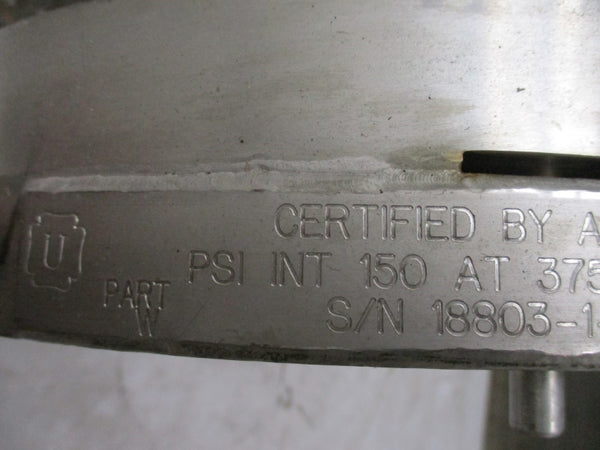 CERTIFIED BY A
U
PSI INT 150 AT 375
PART
S/N 18803-1
W